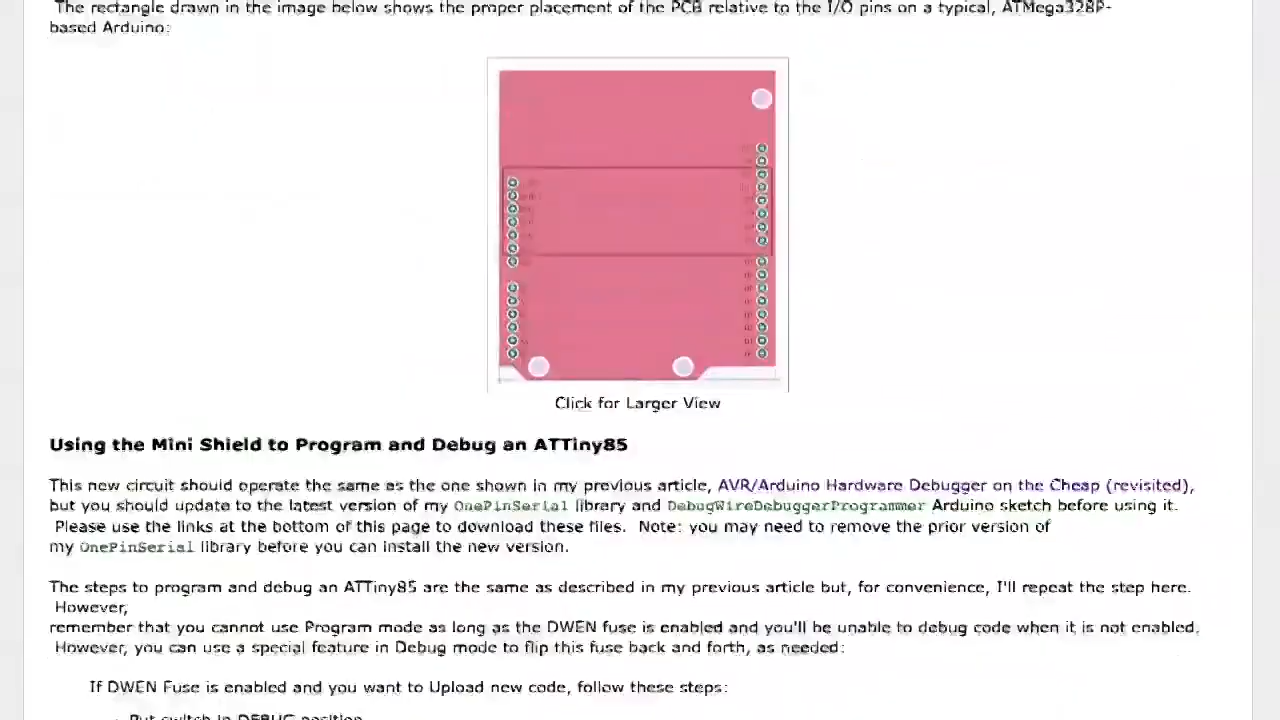 The rectangle drawn in the image below shows the proper placement of the PCB relative to the I/O pins on a typical, ATMega328P-
based Arduino:
Click for Larger View
Using the Mini Shield to Program and Debug an ATTiny85
This new circuit should operate the same as the one shown in my previous article, AVR/Arduino Hardware Debugger on the Cheap (revisited),
but you should update to the latest version of my OnePinSerial library and DebugWireDebuggerProgrammer Arduino sketch before using it.
Please use the links at the bottom of this page to download these files. Note: you may need to remove the prior version of
my OnePinSerial library before you can install the new version.
The steps to program and debug an ATTiny85 are the same as described in my previous article but, for convenience, I'll repeat the step here.
However,
remember that you cannot use Program mode as long as the DWEN fuse is enabled and you'll be unable to debug code when it is not enabled.
However, you can use a special feature in Debug mode to flip this fuse back and forth, as needed:
If DWEN Fuse is enabled and you want to Upload new code, follow these steps:
Put switch in DEBUG position